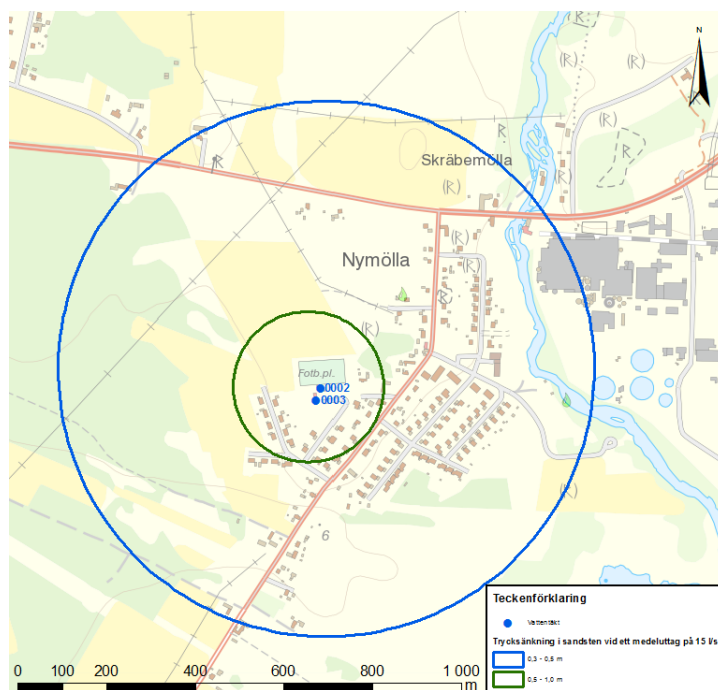 N
(R)
(R)
(R)
R
(R)
R
R
Skräbemölla
R
(R)
(R)
Nymölla
(R)
R
(R)
Fotb.pl.
0002
0003
(R)
6
Teckenförklaring
Vattentäkt
Trycksänkning i sandsten vid ett medeluttag på 15 l/s
0,3 - 0,5 m
0,5 - 1,0 m
0 100 200 400 600 800 1 000
m